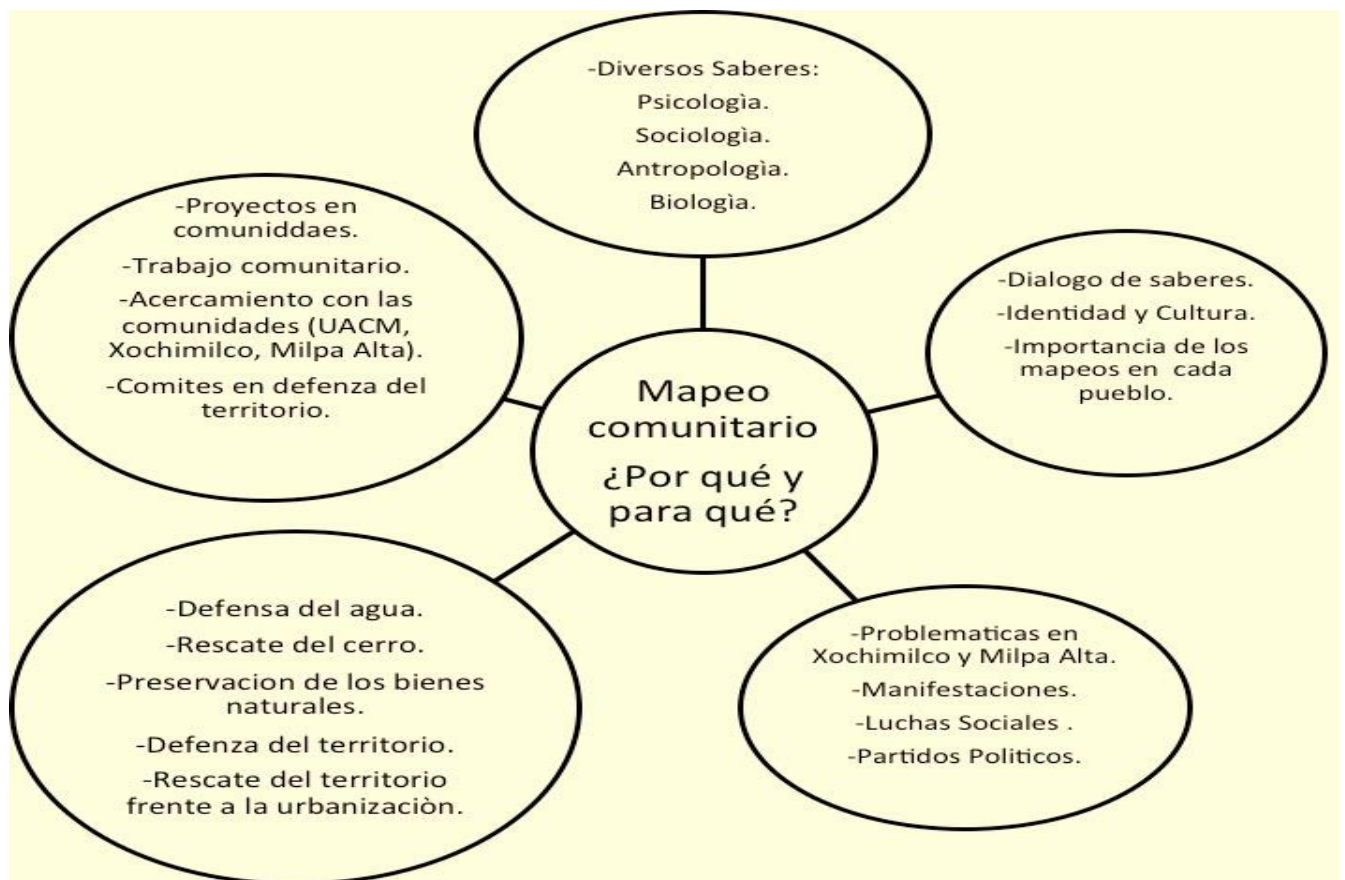 -Diversos Saberes:
Psicologìa.
Sociologìa.
Antropologìa.
Biologìa.
-Proyectos en
comuniddaes.
-Trabajo comunitario.
-Acercamiento con las
comunidades (UACM,
Xochimilco, Milpa Alta).
-Comites en defenza del
territorio.
-Dialogo de saberes.
-Identidad y Cultura.
-Importancia de los
mapeos en cada
pueblo.
Mapeo
comunitario
¿Por qué y
para qué?
-Defensa del agua.
-Rescate del cerro.
-Preservacion de los bienes
naturales.
-Defenza del territorio.
-Rescate del territorio
frente a la urbanizaciòn.
-Problematicas en
Xochimilco y Milpa Alta.
-Manifestaciones.
-Luchas Sociales .
-Partidos Politicos.